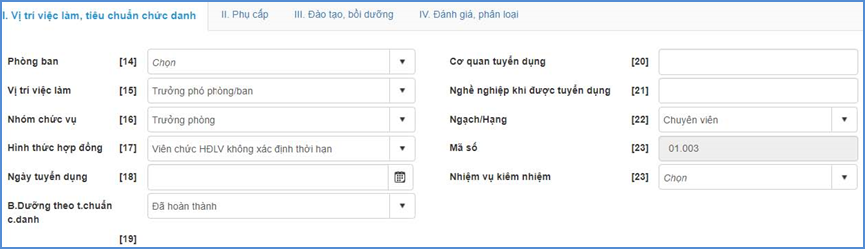 I. Vị trí việc làm, tiêu chuẩn chức danh II. Phụ cấp III. Đào tạo, bồi dưỡng IV. Đánh giá, phân loại
Phòng ban [14] Chọn Cơ quan tuyển dụng [20]
Vị trí việc làm [15] Trưởng phó phòng/ban Nghề nghiệp khi được tuyển dụng [21]
Nhóm chức vụ [16] Trưởng phòng Ngạch/Hạng [22] Chuyên viên
Hình thức hợp đồng [17] Viên chức HĐLV không xác định thời hạn Mã số [23] 01.003
Ngày tuyển dụng [18] Nhiệm vụ kiêm nhiệm [23] Chọn
B.Dưỡng theo t.chuẩn Đã hoàn thành
c.danh
[19]